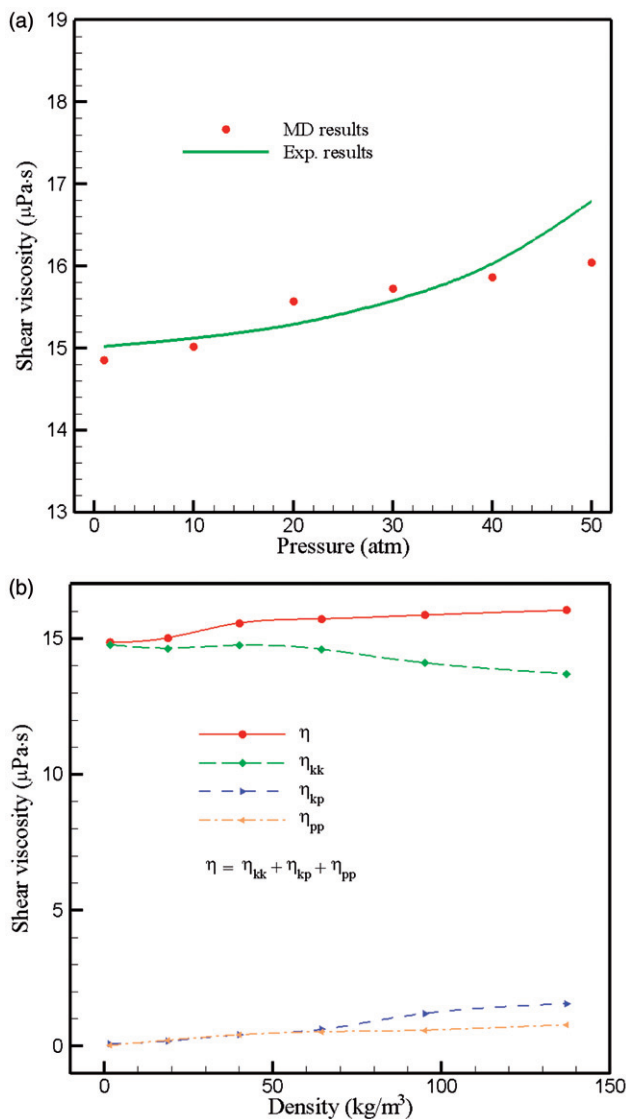 (a)
19
18
17
16
15
14
13
Shear viscosity (μPa·s)
MD results
Exp. results
0 10 20 30 40 50
Pressure (atm)
(b)
15
10
5
0
Shear viscosity (μPa·s)
η
ηkk
ηkp
ηpp
η = ηkk + ηkp + ηpp
0 50 100 150
Density (kg/m³)